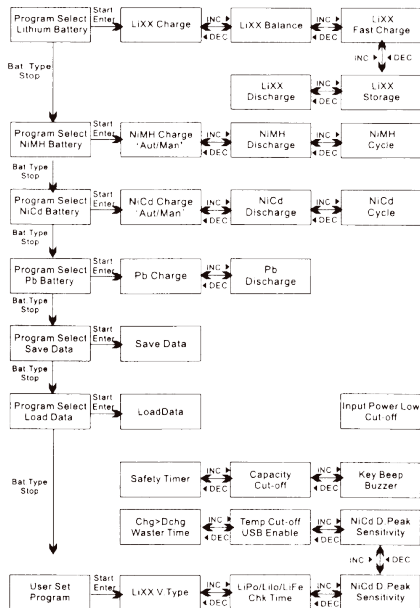 Program Select
Lithium Battery
Start
Enter
LiXX Charge
INC
DEC
LiXX Balance
INC
DEC
LiXX
Fast Charge
INC
DEC
Bat Type
Stop
LiXX
Discharge
INC
DEC
LiXX
Storage
Program Select
NiMH Battery
Start
Enter
NiMH Charge
'Aut/Man'
INC
DEC
NiMH
Discharge
INC
DEC
NiMH
Cycle
Bat Type
Stop
Program Select
NiCd Battery
Start
Enter
NiCd Charge
'Aut/Man'
INC
DEC
NiCd
Discharge
INC
DEC
NiCd
Cycle
Bat Type
Stop
Program Select
Pb Battery
Start
Enter
Pb Charge
INC
DEC
Pb
Discharge
Bat Type
Stop
Program Select
Save Data
Start
Enter
Save Data
Bat Type
Stop
Program Select
Load Data
Start
Enter
LoadData
Input Power Low
Cut-off
Bat Type
Stop
Safety Timer
INC
DEC
Capacity
Cut-off
INC
DEC
Key Beep
Buzzer
Chg>Dchg
Waster Time
INC
DEC
Temp Cut-off
USB Enable
INC
DEC
NiCd D.Peak
Sensitivity
INC
DEC
User Set
Program
Start
Enter
LiXX V.Type
INC
DEC
LiPo/LiIo/LiFe
Chk Time
INC
DEC
NiCd D.Peak
Sensitivity